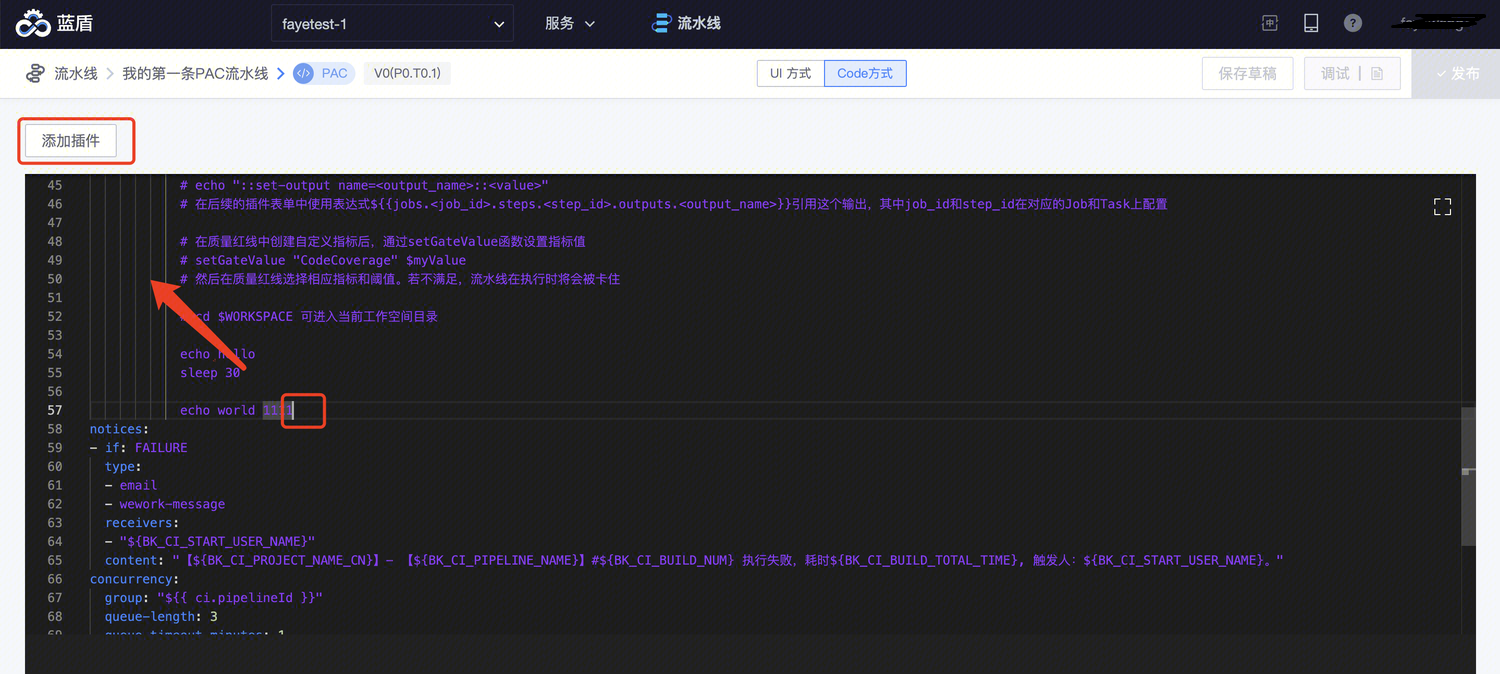 蓝盾
fayetest-1
服务
流水线
流水线 我的第一条PAC流水线 PAC V0(P0.T0.1)
UI 方式 Code方式
保存草稿 调试 发布
添加插件
45 # echo "::set-output name=<output_name>::<value>"
46 # 在后续的插件表单中使用表达式${{jobs.<job_id>.steps.<step_id>.outputs.<output_name>}}引用这个输出，其中job_id和step_id在对应的Job和Task上配置
47
48 # 在质量红线中创建自定义指标后，通过setGateValue函数设置指标值
49 # setGateValue "CodeCoverage" $myValue
50 # 然后在质量红线选择相应指标和阈值。若不满足，流水线在执行时将会被卡住
51
52 cd $WORKSPACE 可进入当前工作空间目录
53
54 echo hello
55 sleep 30
56
57 echo world 1111
58 notices:
59 - if: FAILURE
60 type:
61 - email
62 - wework-message
63 receivers:
64 - "${BK_CI_START_USER_NAME}"
65 content: "【${BK_CI_PROJECT_NAME_CN}】- 【${BK_CI_PIPELINE_NAME}】#${BK_CI_BUILD_NUM} 执行失败，耗时${BK_CI_BUILD_TOTAL_TIME}, 触发人：${BK_CI_START_USER_NAME}。"
66 concurrency:
67 group: "${{ ci.pipelineId }}"
68 queue-length: 3
69 queue-timeout-minutes: 1